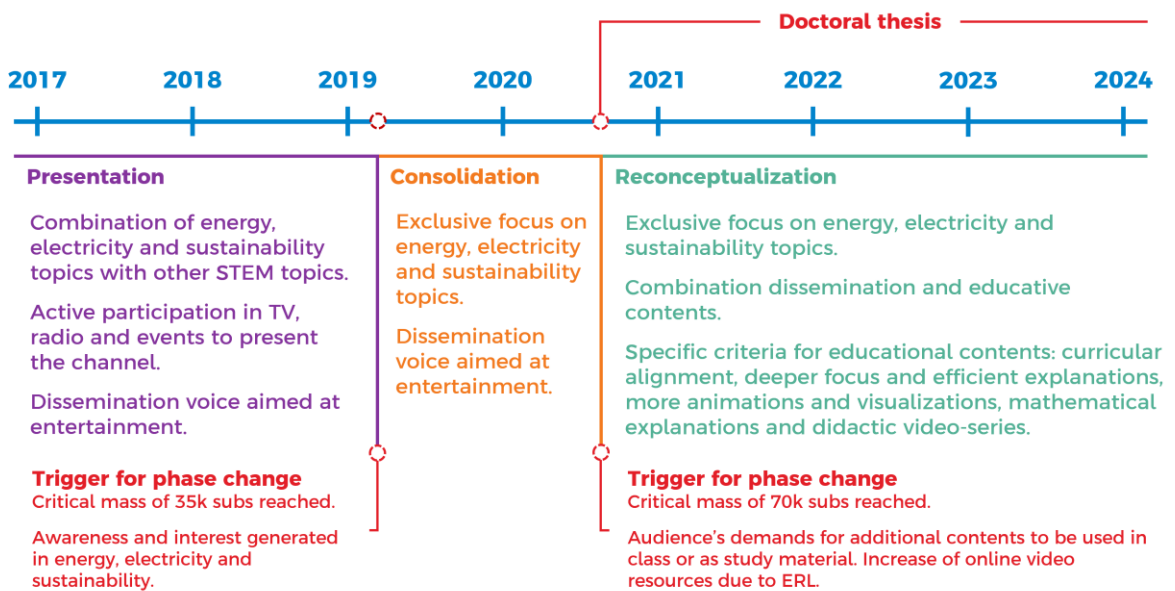 Doctoral thesis
2017 2018 2019 2020 2021 2022 2023 2024
Presentation
Combination of energy,
electricity and sustainability
topics with other STEM topics.
Active participation in TV,
radio and events to present
the channel.
Dissemination voice aimed at
entertainment.
Trigger for phase change
Critical mass of 35k subs reached.
Awareness and interest generated
in energy, electricity and
sustainability.
Consolidation
Exclusive focus on
energy, electricity
and sustainability
topics.
Dissemination
voice aimed at
entertainment.
Reconceptualization
Exclusive focus on energy, electricity and
sustainability topics.
Combination dissemination and educative
contents.
Specific criteria for educational contents: curricular
alignment, deeper focus and efficient explanations,
more animations and visualizations, mathematical
explanations and didactic video-series.
Trigger for phase change
Critical mass of 70k subs reached.
Audience's demands for additional contents to be used in
class or as study material. Increase of online video
resources due to ERL.